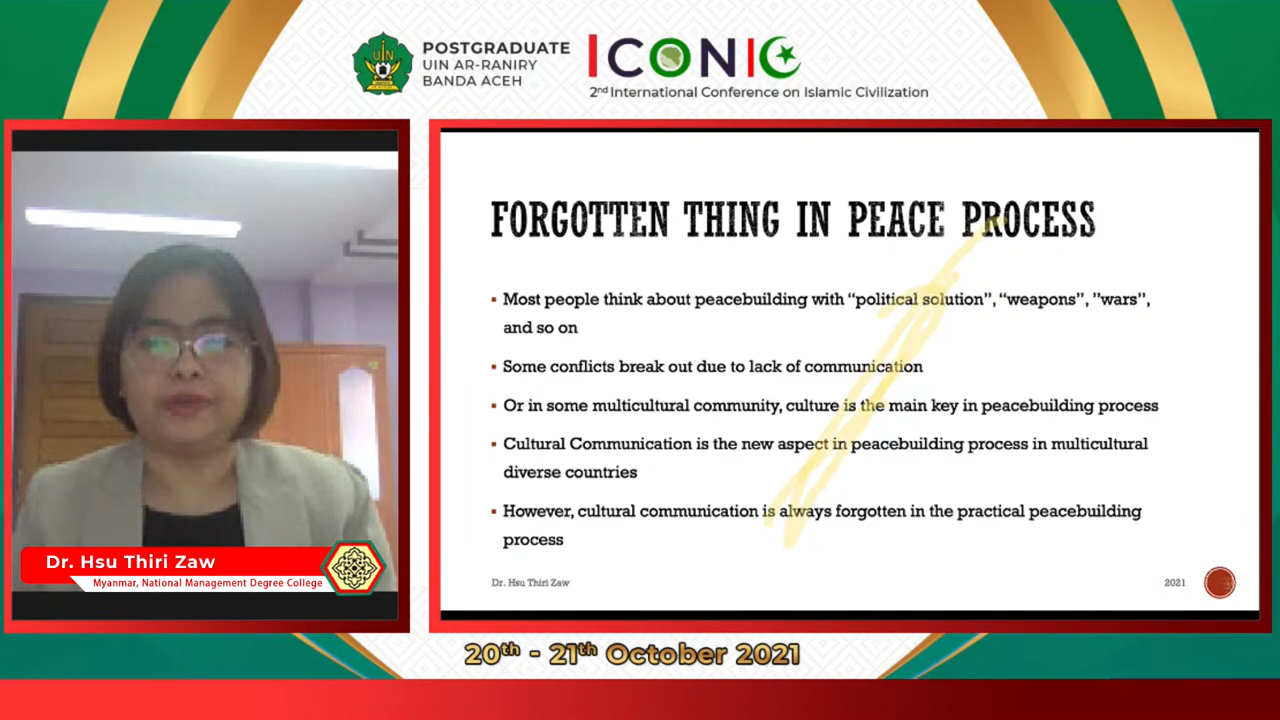 POSTGRADUATE
UIN AR-RANIRY
BANDA ACEH
UIN
ICONIC
2nd International Conference on Islamic Civilization
FORGOTTEN THING IN PEACE PROCESS
▪ Most people think about peacebuilding with “political solution”, “weapons”, ”wars”,
and so on
▪ Some conflicts break out due to lack of communication
▪ Or in some multicultural community, culture is the main key in peacebuilding process
▪ Cultural Communication is the new aspect in peacebuilding process in multicultural
diverse countries
▪ However, cultural communication is always forgotten in the practical peacebuilding
process
Dr. Hsu Thiri Zaw
2021
Dr. Hsu Thiri Zaw
Myanmar, National Management Degree College
20th - 21th October 2021